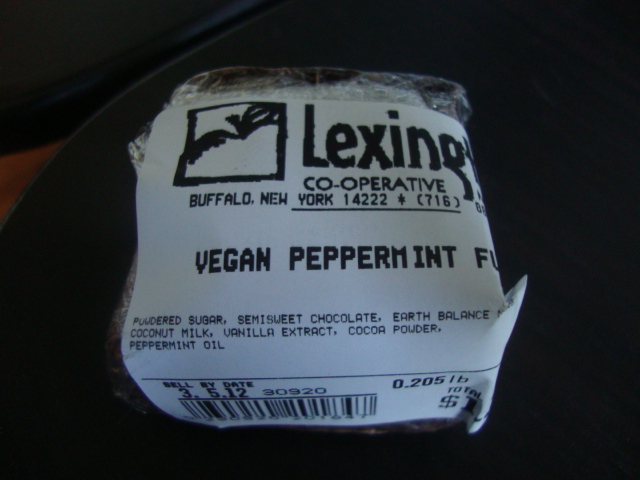 Lexing
CO-OPERATIVE
BUFFALO, NEW YORK 14222 * (716)
VEGAN PEPPERMINT FU
POWDERED SUGAR, SEMISWEET CHOCOLATE, EARTH BALANCE
COCONUT MILK, VANILLA EXTRACT, COCOA POWDER,
PEPPERMINT OIL
SELL BY DATE
3. 5.12 90920
0.205 lb
TOTAL
$